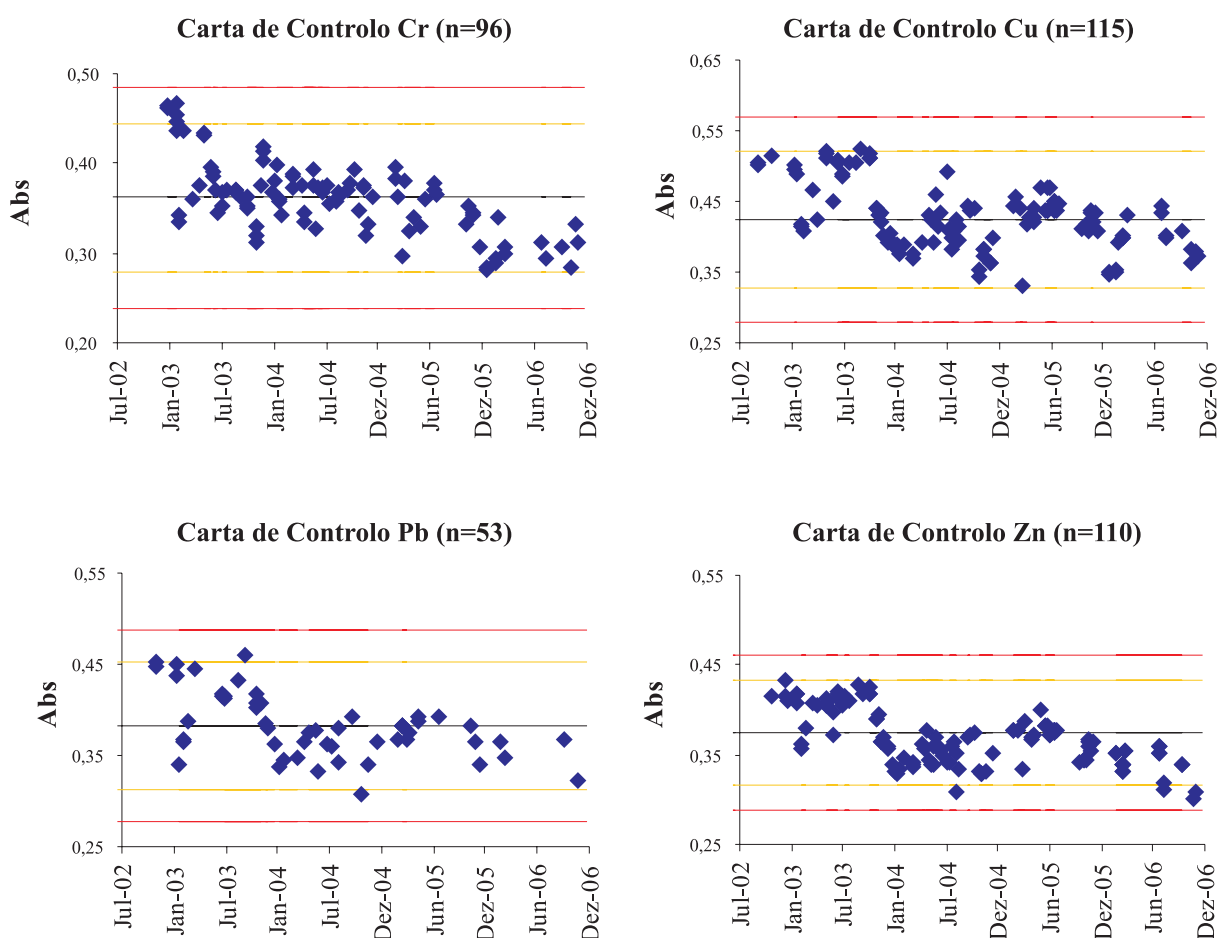 Carta de Controlo Cr (n=96)
Abs
0,50
0,40
0,30
0,20
Jul-02
Jan-03
Jul-03
Jan-04
Jul-04
Dez-04
Jun-05
Dez-05
Jun-06
Dez-06
Carta de Controlo Cu (n=115)
Abs
0,65
0,55
0,45
0,35
0,25
Jul-02
Jan-03
Jul-03
Jan-04
Jul-04
Dez-04
Jun-05
Dez-05
Jun-06
Dez-06
Carta de Controlo Pb (n=53)
Abs
0,55
0,45
0,35
0,25
Jul-02
Jan-03
Jul-03
Jan-04
Jul-04
Dez-04
Jun-05
Dez-05
Jun-06
Dez-06
Carta de Controlo Zn (n=110)
Abs
0,55
0,45
0,35
0,25
Jul-02
Jan-03
Jul-03
Jan-04
Jul-04
Dez-04
Jun-05
Dez-05
Jun-06
Dez-06